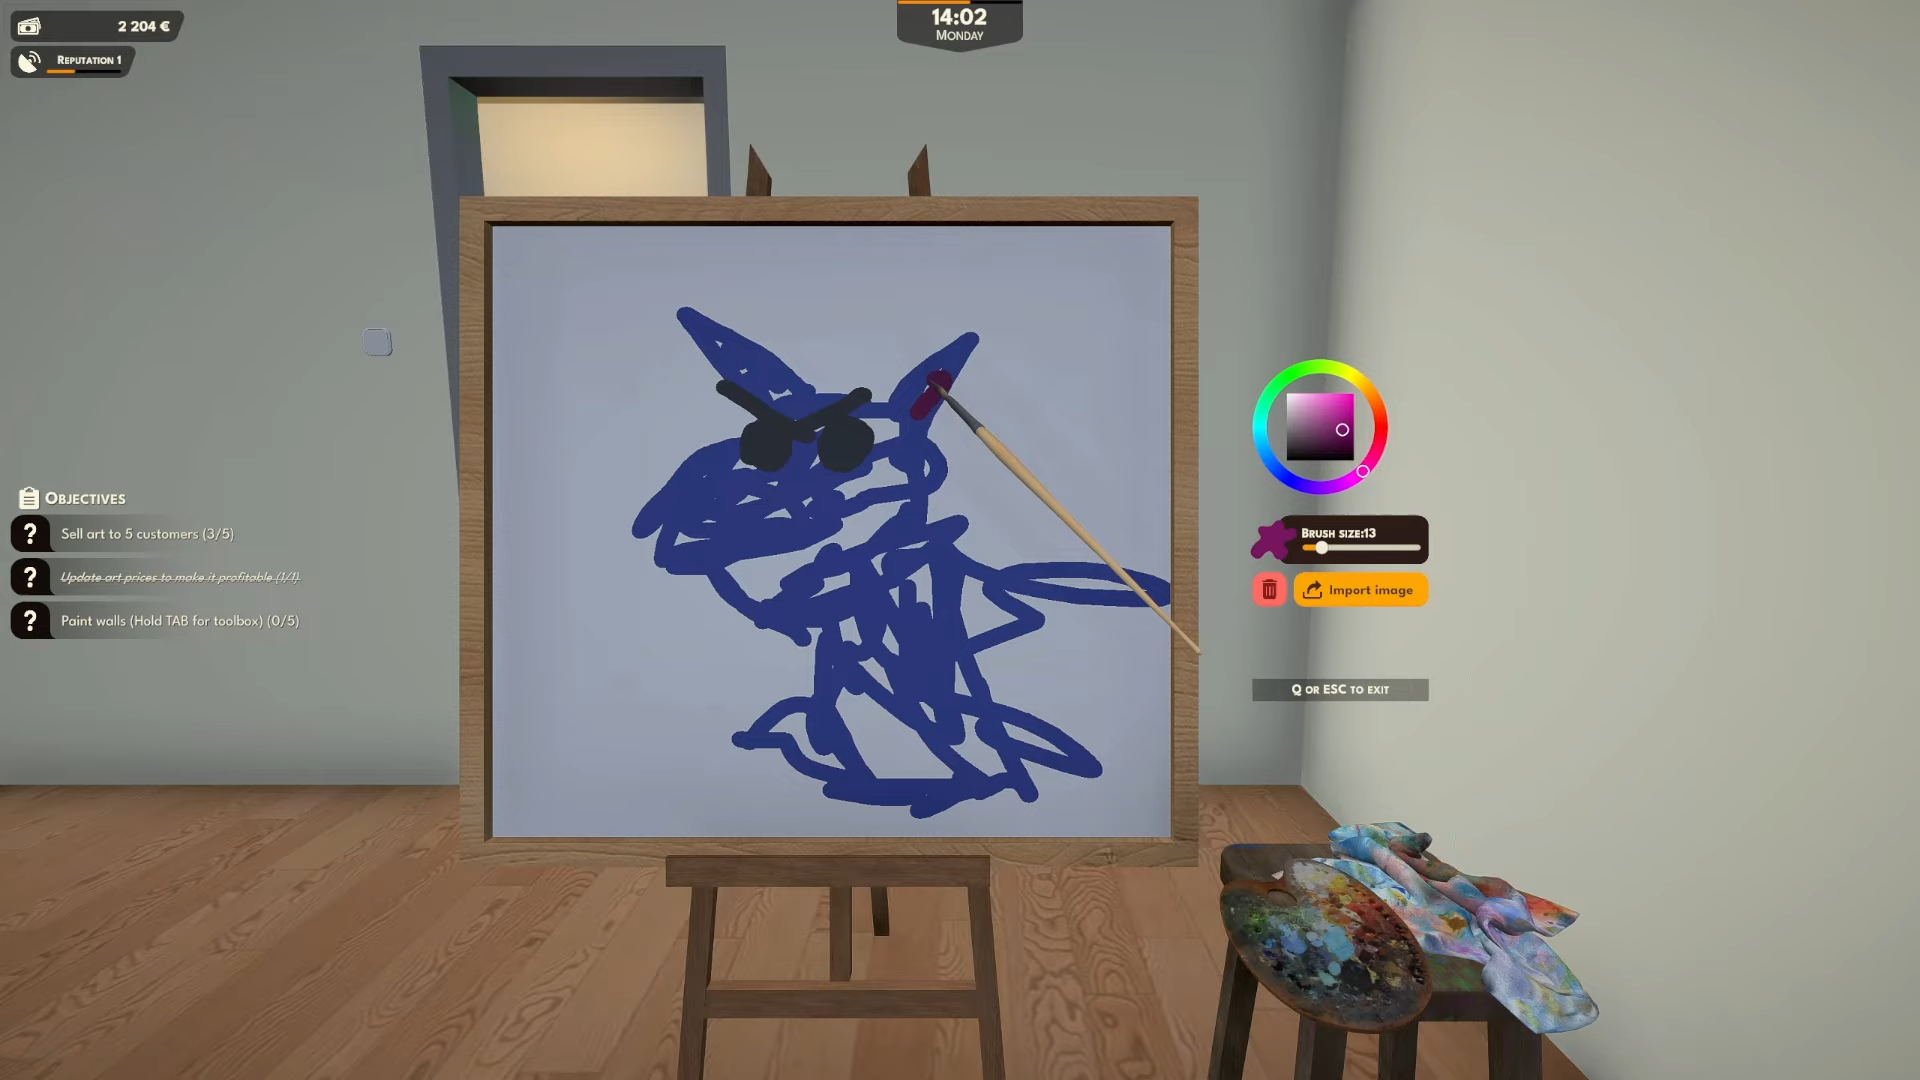 2 204 €
Reputation 1
14:02
Monday
Objectives
? Sell art to 5 customers (3/5)
? Update art prices to make it profitable (1/1)
? Paint walls (Hold TAB for toolbox) (0/5)
Brush size:13
Import image
Q or ESC to exit